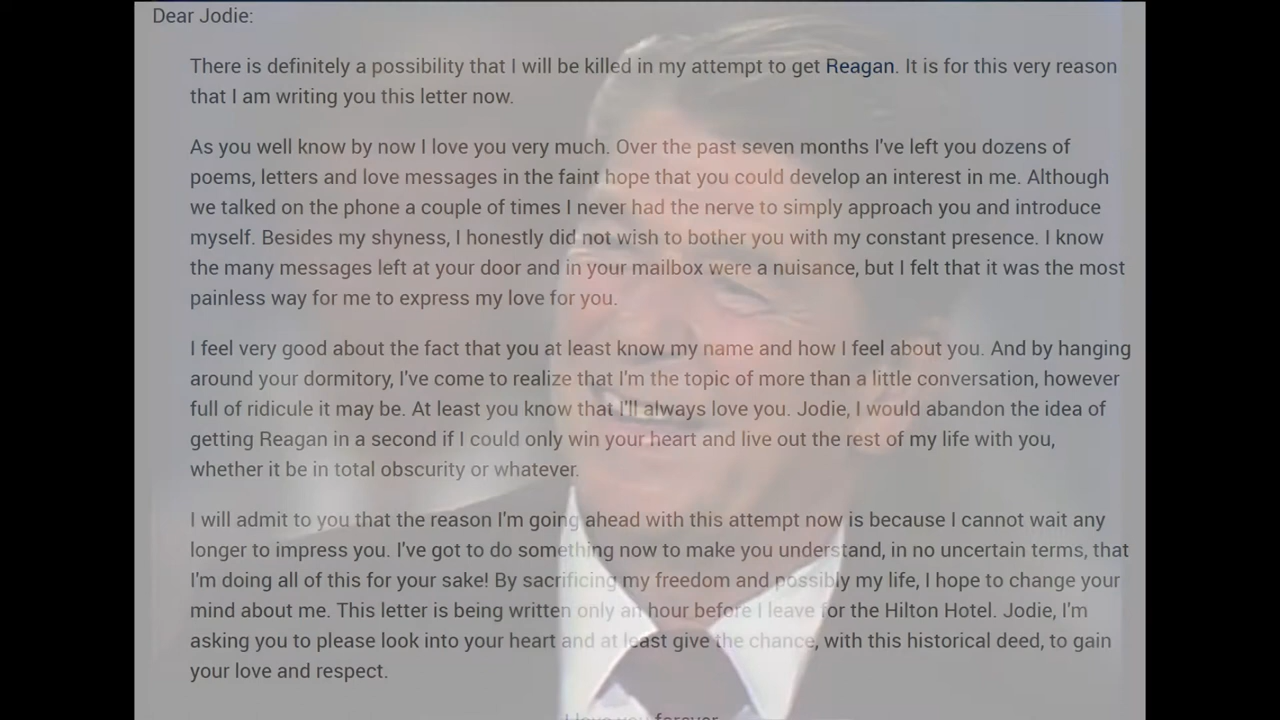 Dear Jodie:
There is definitely a possibility that I will be killed in my attempt to get Reagan. It is for this very reason
that I am writing you this letter now.
As you well know by now I love you very much. Over the past seven months I've left you dozens of
poems, letters and love messages in the faint hope that you could develop an interest in me. Although
we talked on the phone a couple of times I never had the nerve to simply approach you and introduce
myself. Besides my shyness, I honestly did not wish to bother you with my constant presence. I know
the many messages left at your door and in your mailbox were a nuisance, but I felt that it was the most
painless way for me to express my love for you.
I feel very good about the fact that you at least know my name and how I feel about you. And by hanging
around your dormitory, I've come to realize that I'm the topic of more than a little conversation, however
full of ridicule it may be. At least you know that I'll always love you. Jodie, I would abandon the idea of
getting Reagan in a second if I could only win your heart and live out the rest of my life with you,
whether it be in total obscurity or whatever.
I will admit to you that the reason I'm going ahead with this attempt now is because I cannot wait any
longer to impress you. I've got to do something now to make you understand, in no uncertain terms, that
I'm doing all of this for your sake! By sacrificing my freedom and possibly my life, I hope to change your
mind about me. This letter is being written only an hour before I leave for the Hilton Hotel. Jodie, I'm
asking you to please look into your heart and at least give the chance, with this historical deed, to gain
your love and respect.
I love you forever